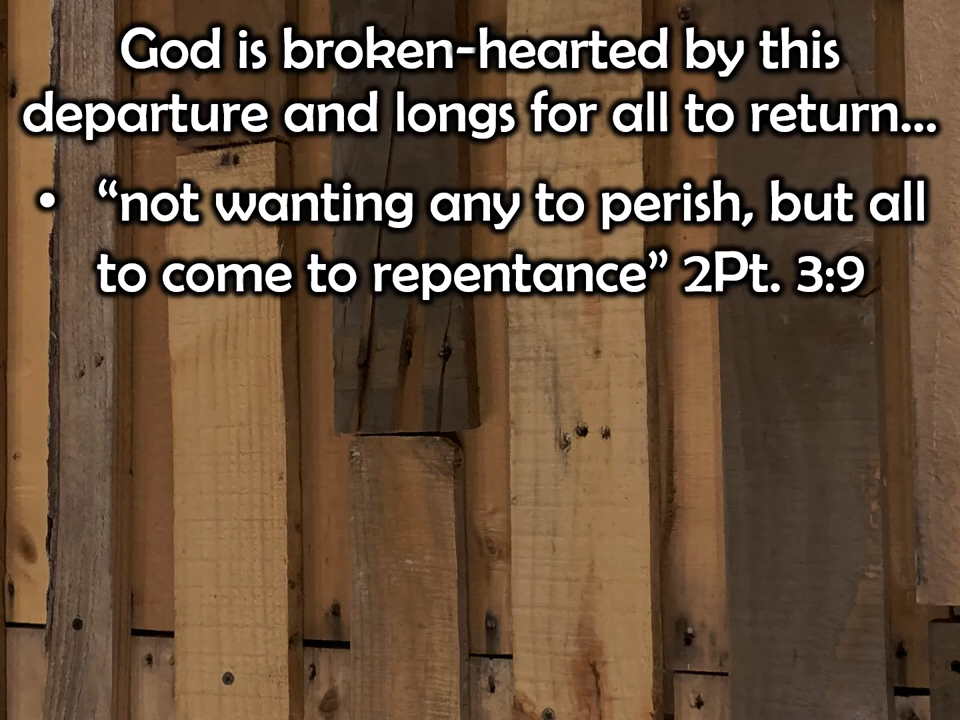 God is broken-hearted by this
departure and longs for all to return...
• “not wanting any to perish, but all
to come to repentance” 2Pt. 3:9